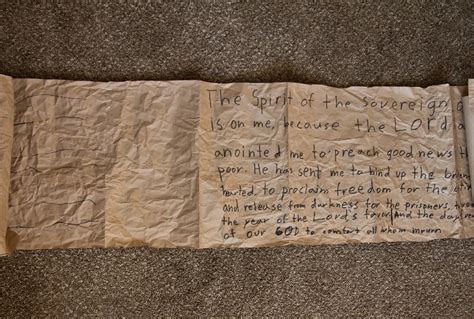 The Spirit of the Sovereign
is on me, because the LORD
anointed me to preach good news t
poor. He has sent me to bind up the
hearted, to proclaim freedom for the
and release from darkness for the prisoners,
the year of the Lord's favor and the day
of our GOD to comfort all whom mourn